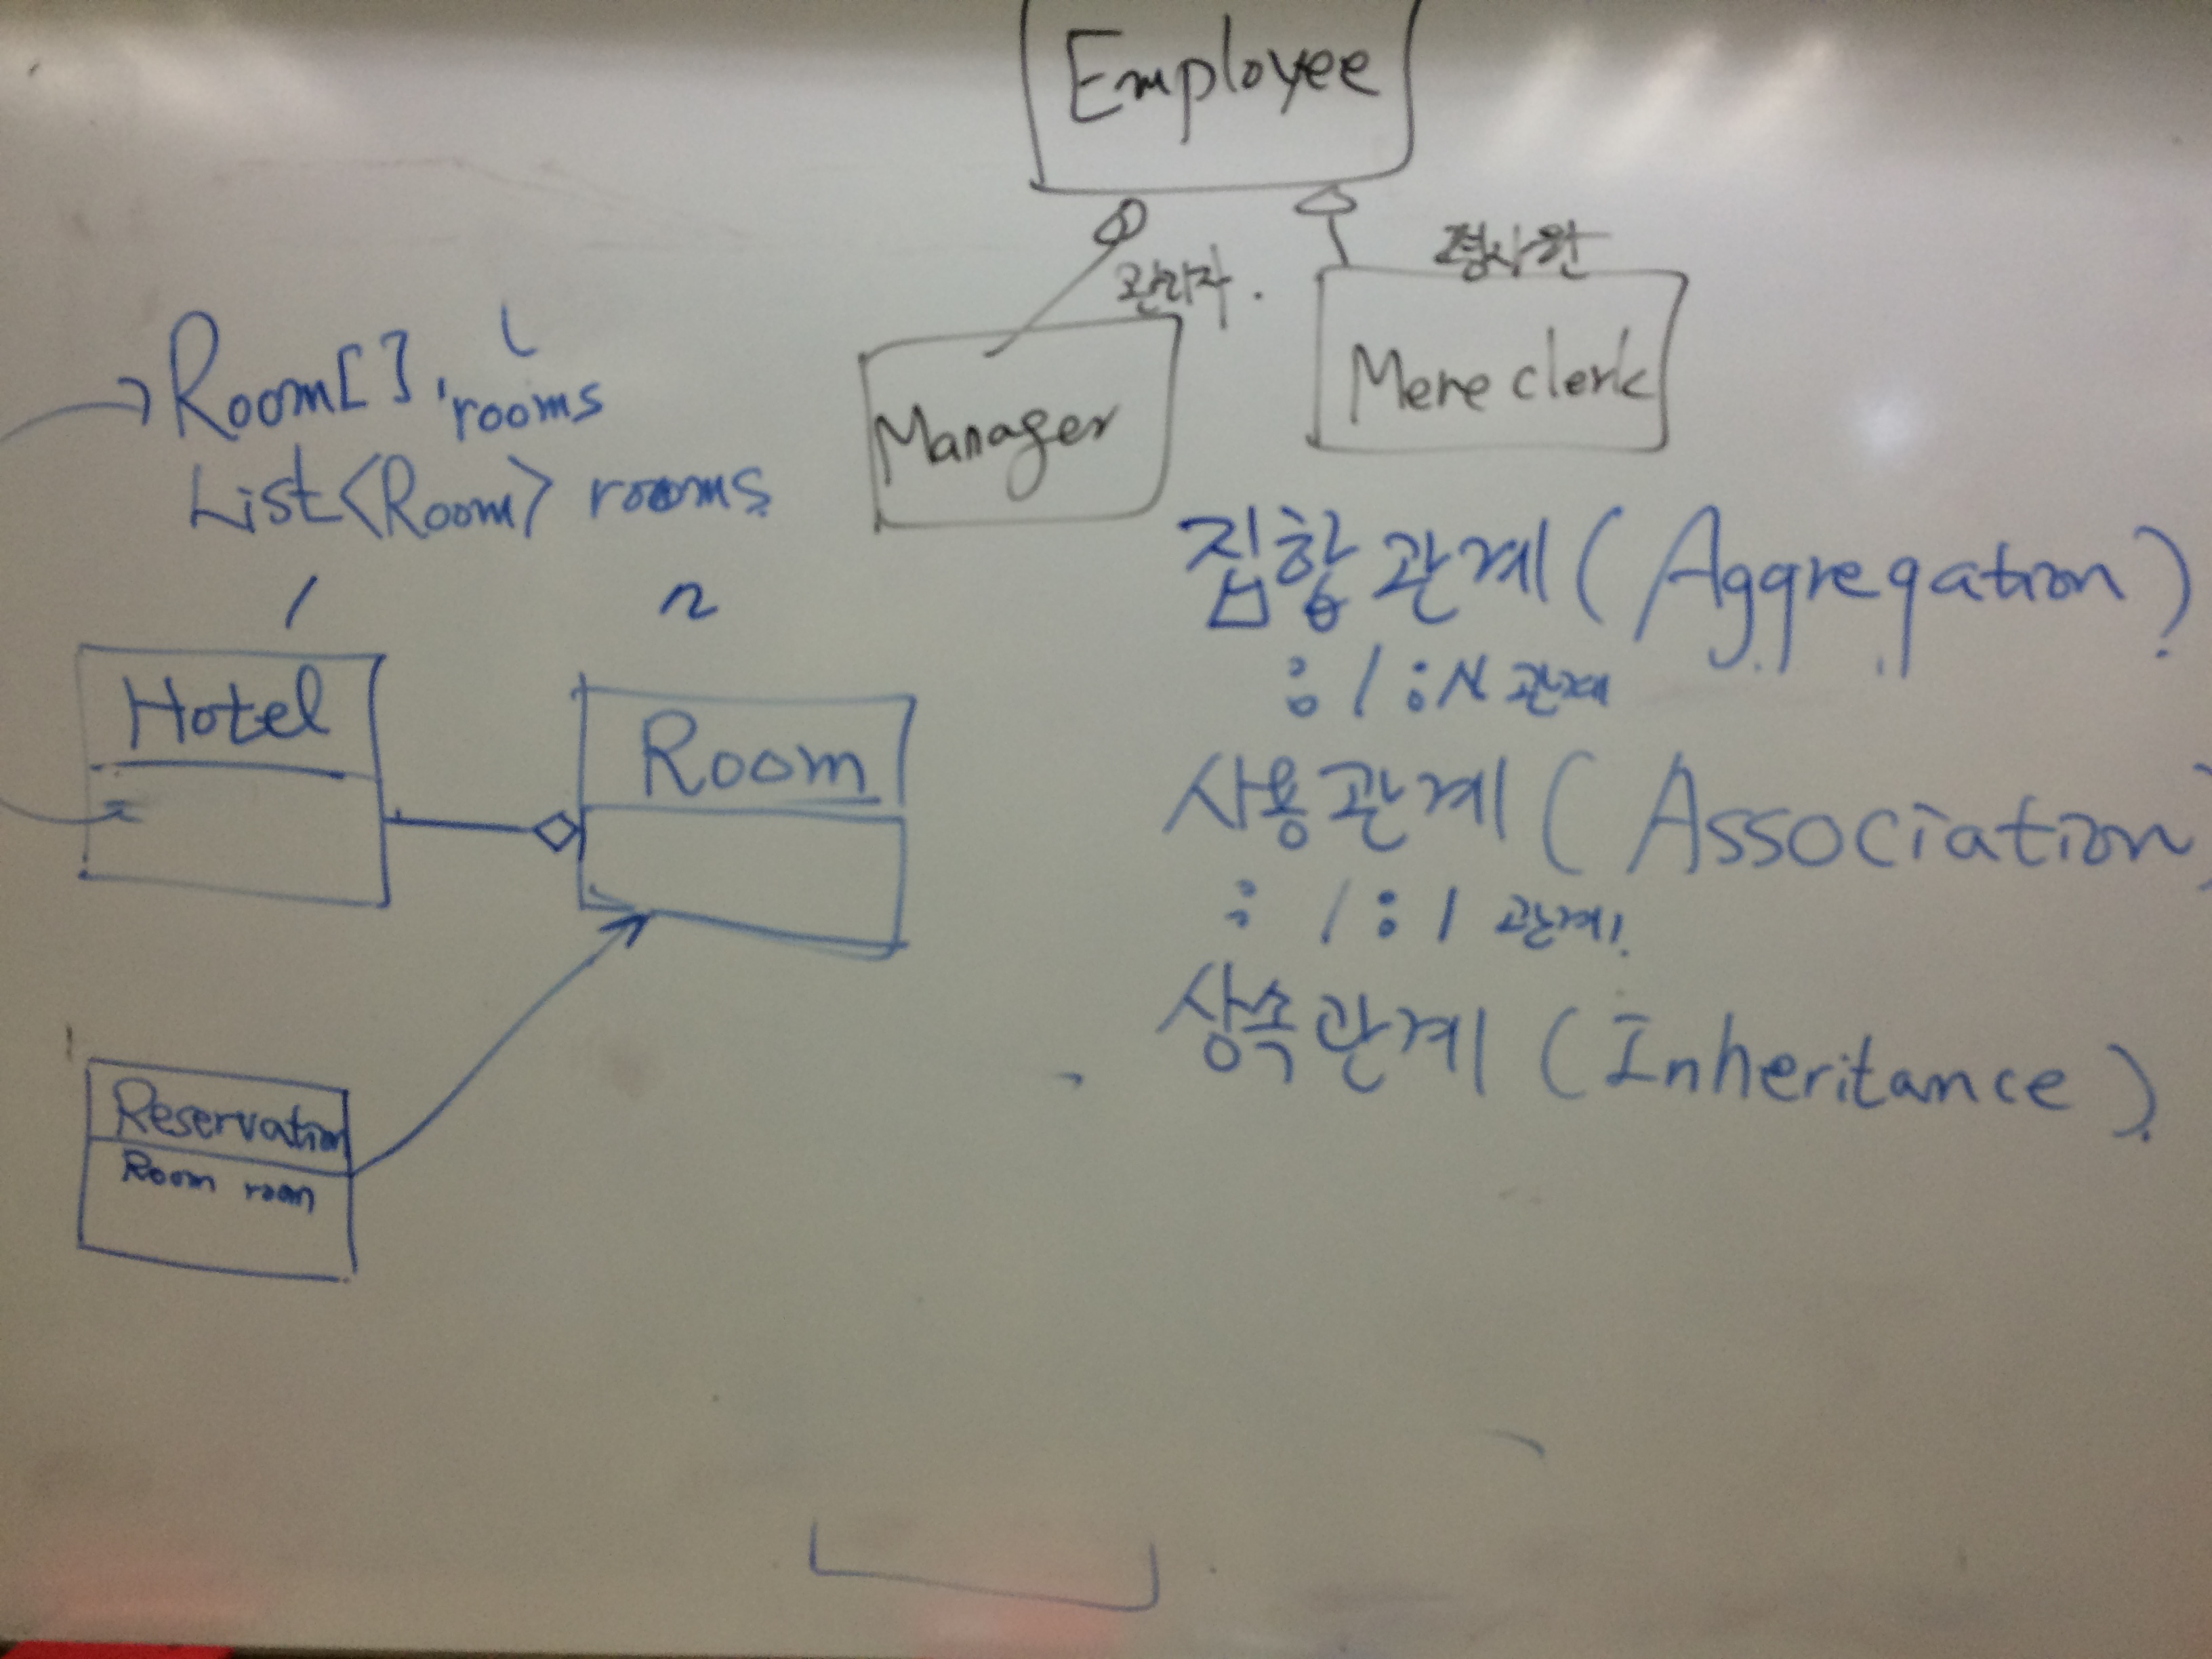 Employee
관리자.
평사원
Manager
Mere clerk
Room[] rooms
List<Room> rooms
1 n
Hotel
Room
Reservation
Room room
집합관계(Aggregation)
: 1:N 관계
사용관계(Association)
: 1:1 관계.
상속관계(Inheritance).